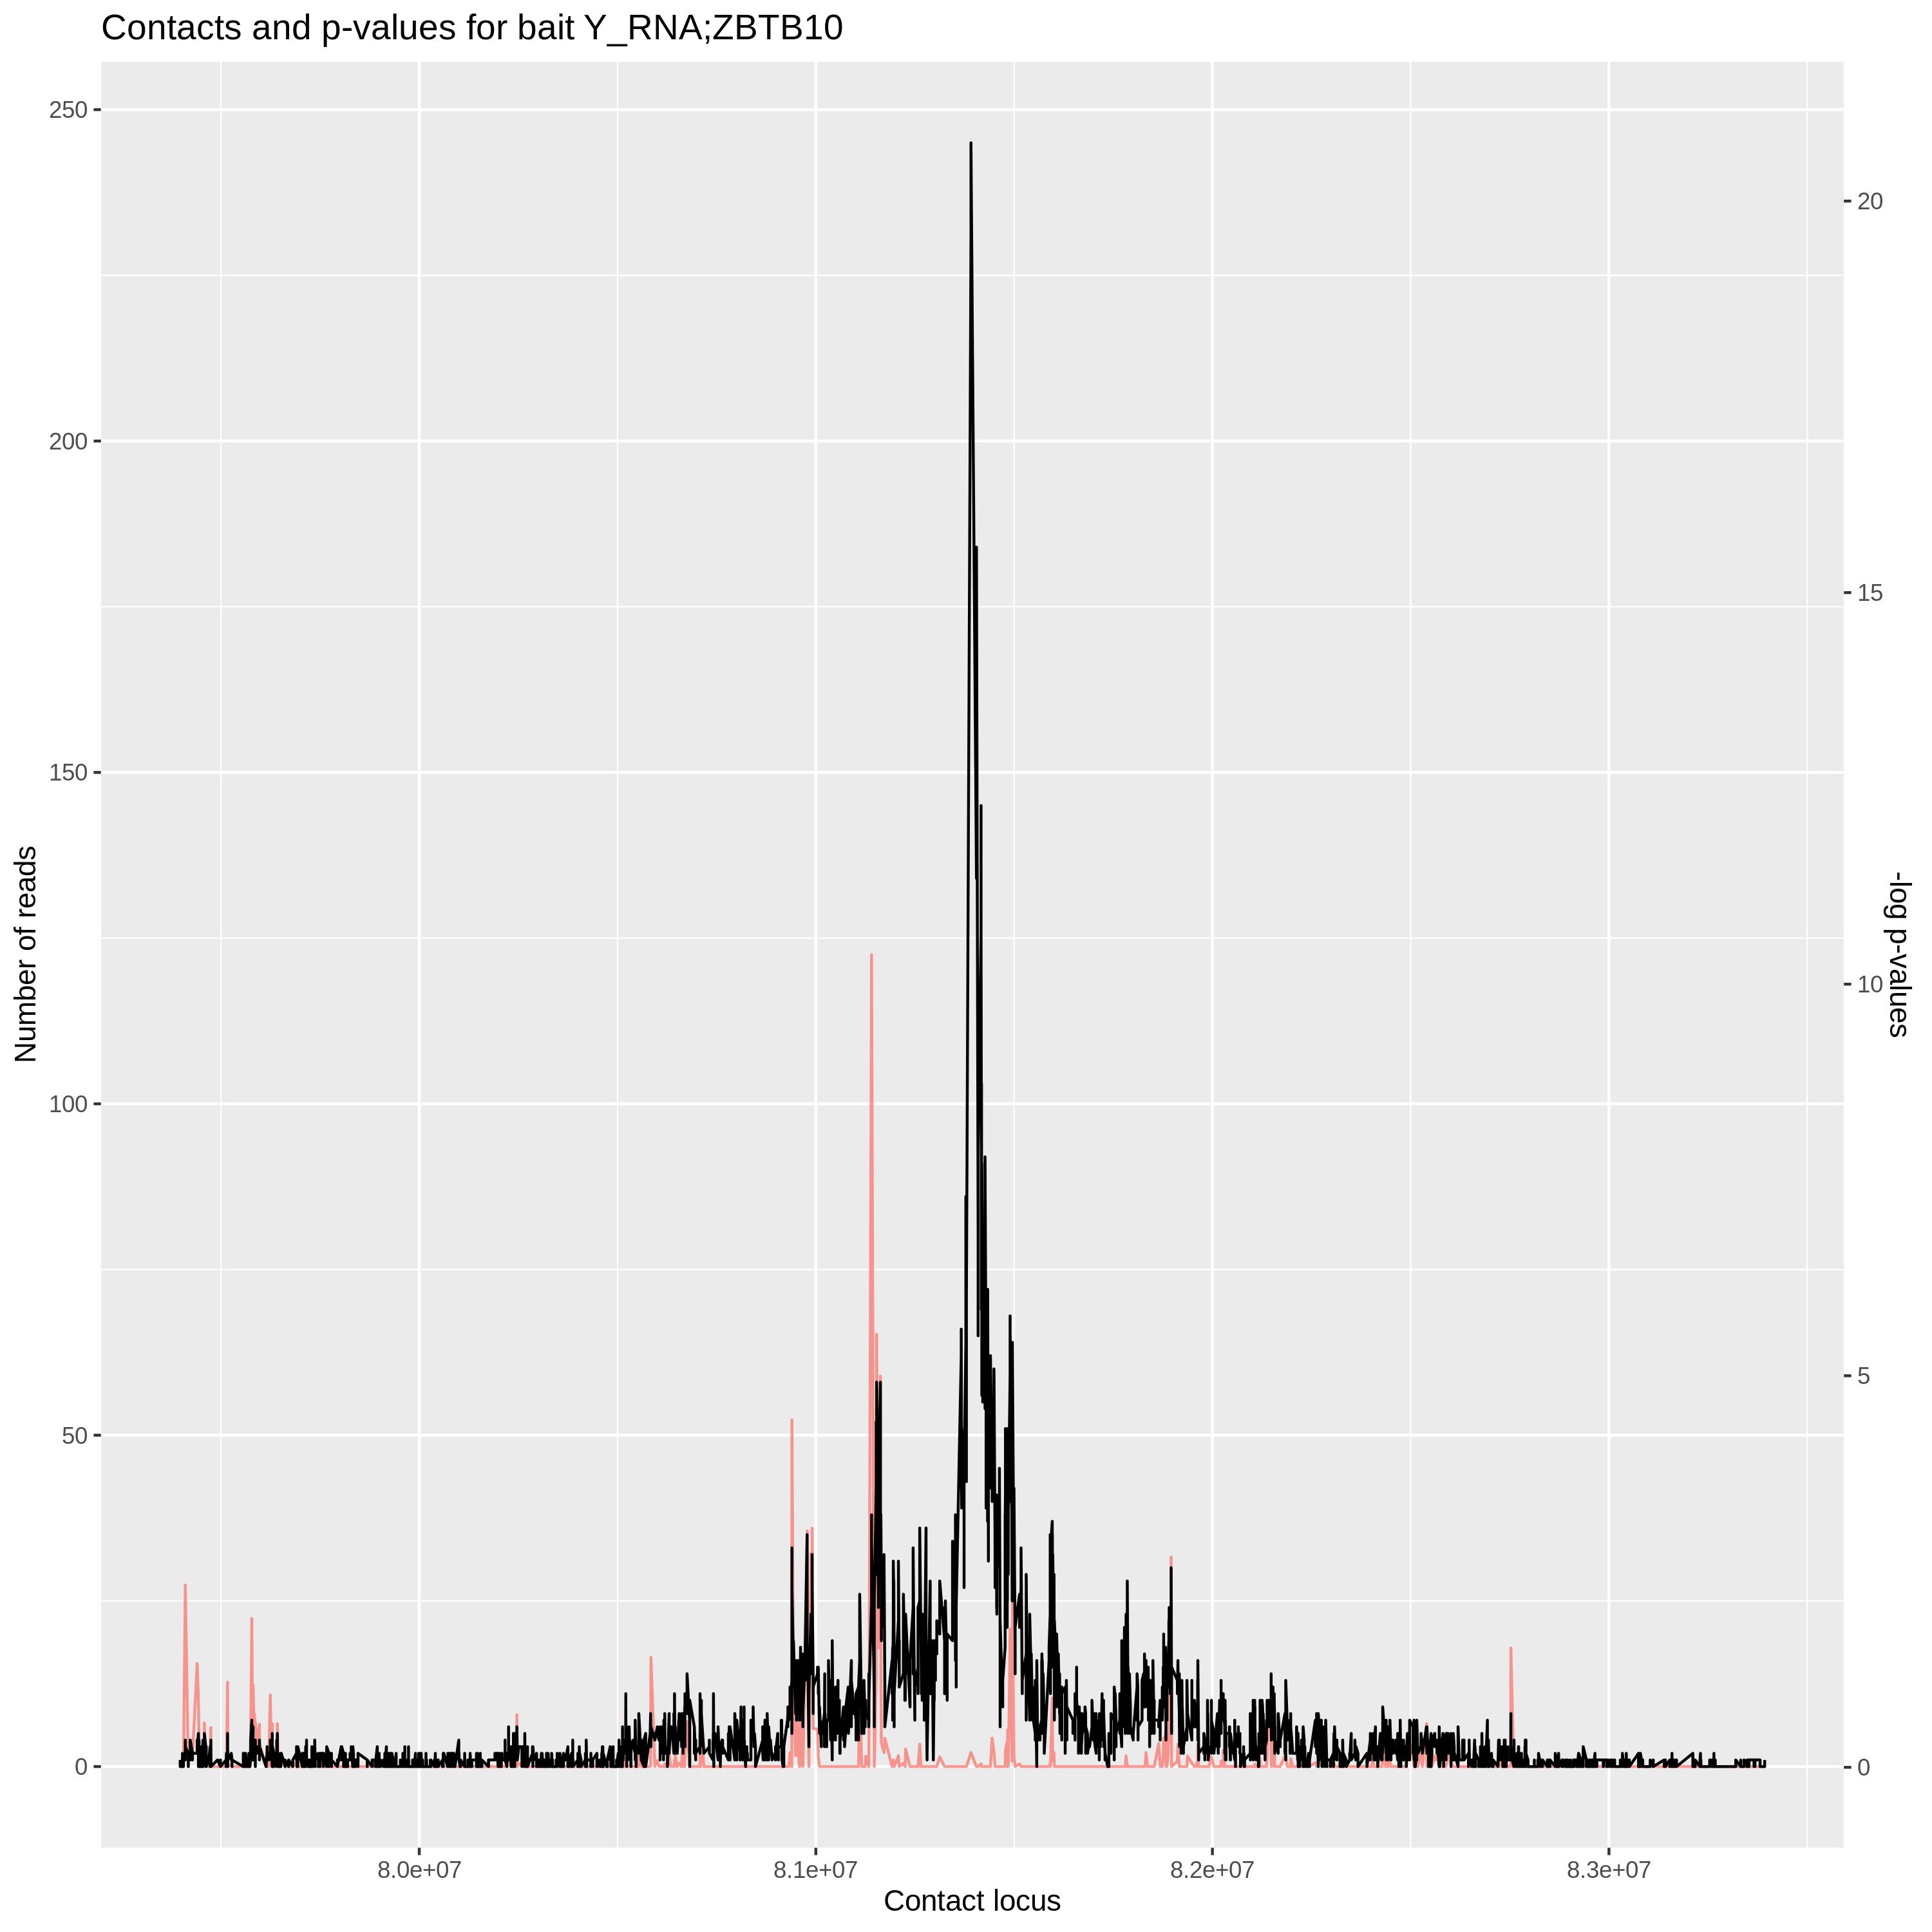 Contacts and p-values for bait Y_RNA;ZBTB10
250
200
150
100
50
0
Number of reads
20
15
10
5
0
-log p-values
8.0e+07
8.1e+07
8.2e+07
8.3e+07
Contact locus